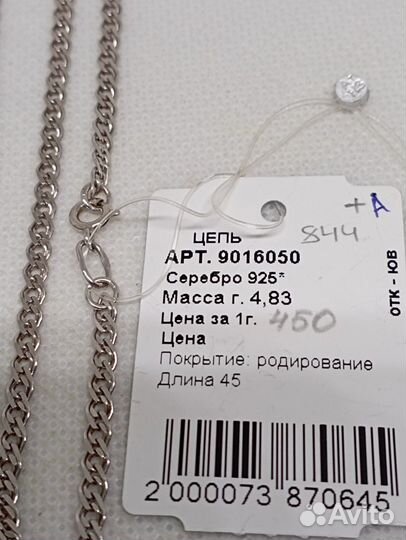 +A
ЦЕПЬ 844
АРТ. 9016050
Серебро 925*
Масса г. 4,83
Цена за 1г. 450
Цена
Покрытие: родирование
Длина 45
ОТК - ЮВ
2 000073 870645
Avito